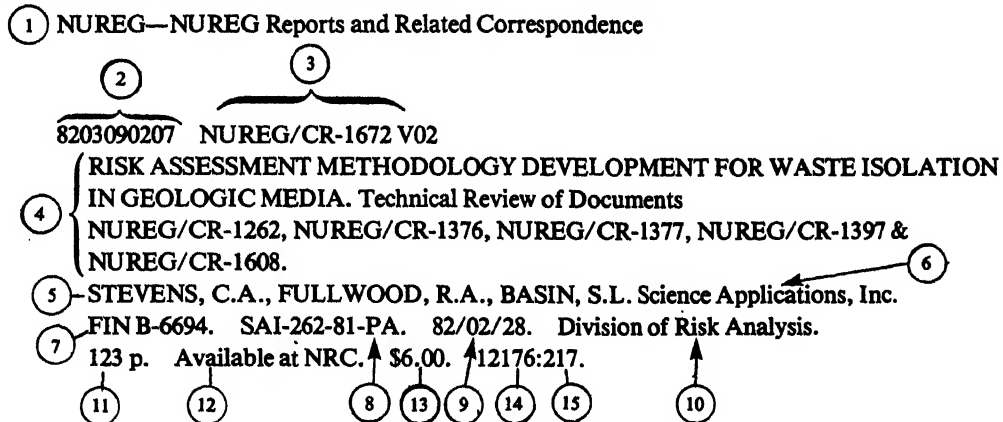 1 NUREG—NUREG Reports and Related Correspondence
2 3
8203090207 NUREG/CR-1672 V02
RISK ASSESSMENT METHODOLOGY DEVELOPMENT FOR WASTE ISOLATION
4 IN GEOLOGIC MEDIA. Technical Review of Documents
NUREG/CR-1262, NUREG/CR-1376, NUREG/CR-1377, NUREG/CR-1397 &
NUREG/CR-1608. 6
5 STEVENS, C.A., FULLWOOD, R.A., BASIN, S.L. Science Applications, Inc.
7 FIN B-6694. SAI-262-81-PA. 82/02/28. Division of Risk Analysis.
123 p. Available at NRC. $6.00. 12176:217.
11 12 8 13 9 14 15 10